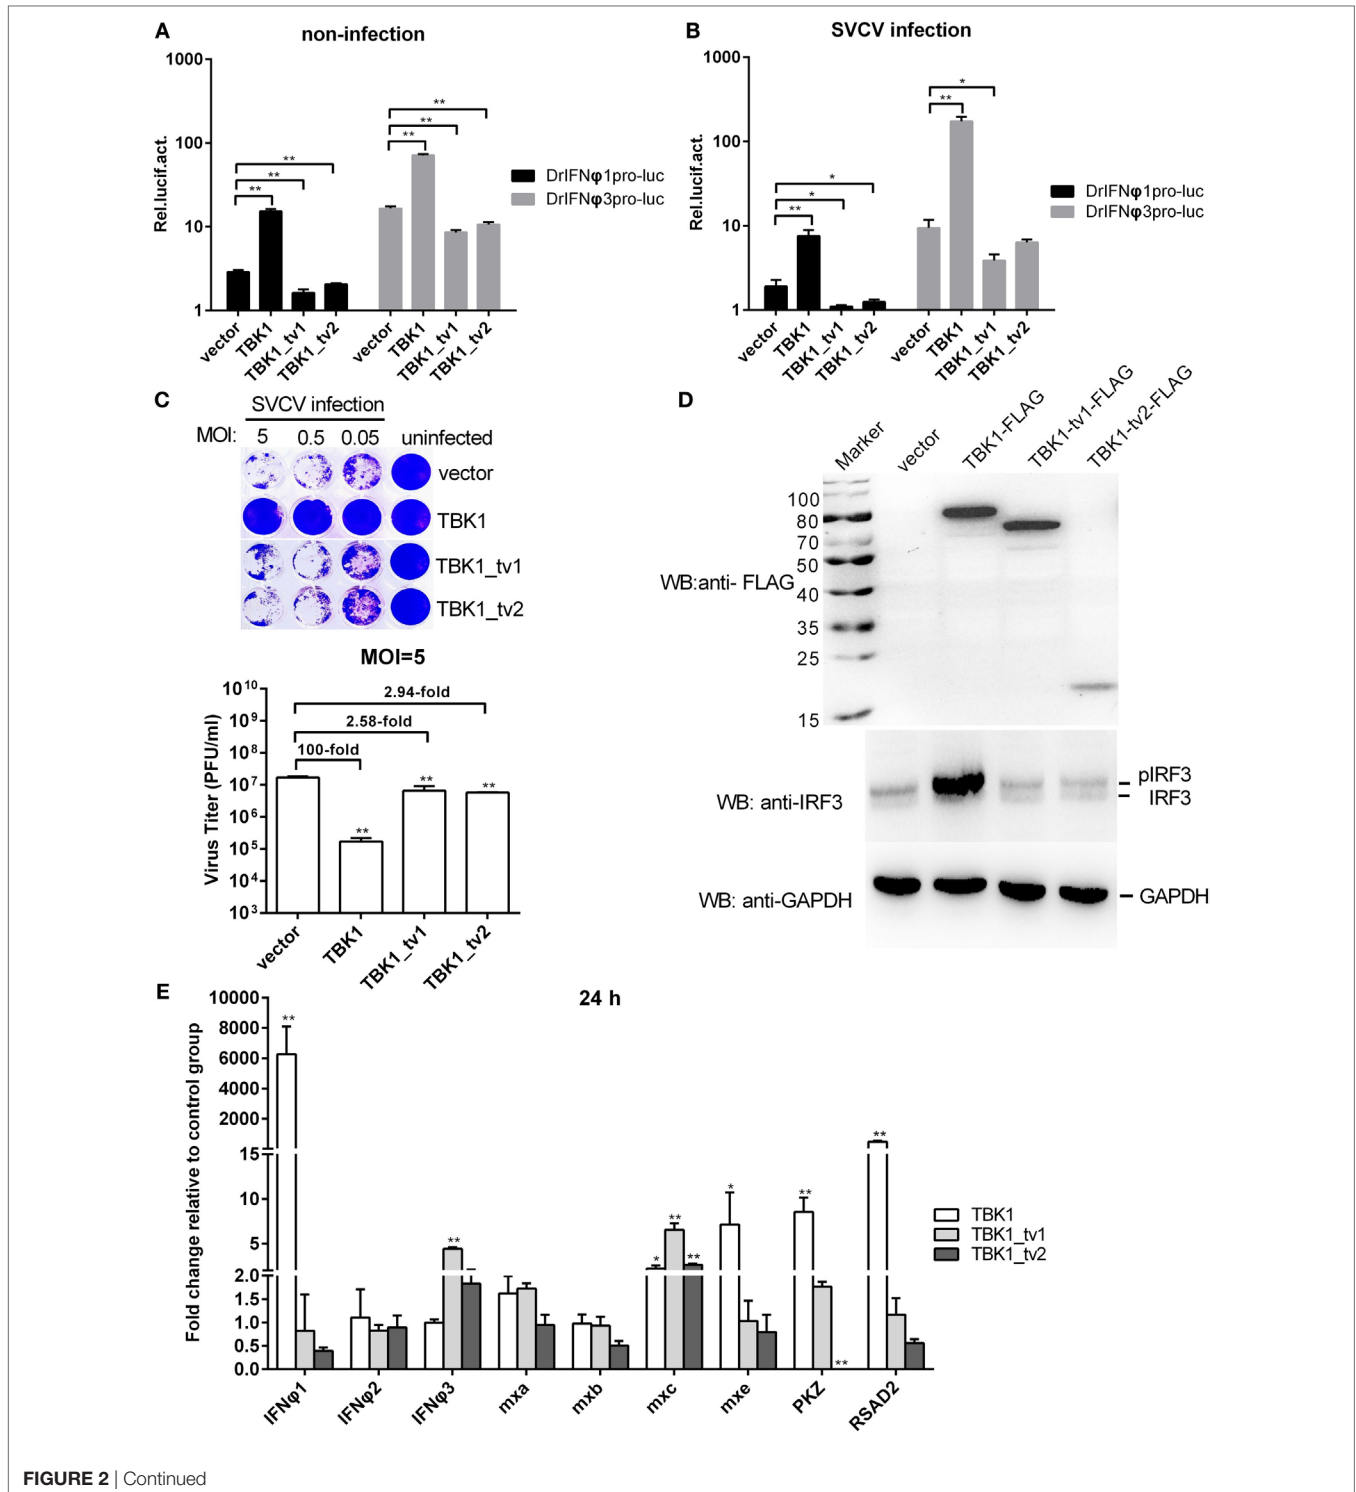 A
non-infection
Rel.lucif.act.
1000
100
10
1
**
**
**
**
**
**
vector
TBK1
TBK1_tv1
TBK1_tv2
vector
TBK1
TBK1_tv1
TBK1_tv2
DrIFNφ1pro-luc
DrIFNφ3pro-luc
B
SVCV infection
Rel.lucif.act.
1000
100
10
1
*
*
**
*
**
vector
TBK1
TBK1_tv1
TBK1_tv2
vector
TBK1
TBK1_tv1
TBK1_tv2
DrIFNφ1pro-luc
DrIFNφ3pro-luc
C
SVCV infection
MOI: 5 0.5 0.05 uninfected
vector
TBK1
TBK1_tv1
TBK1_tv2
MOI=5
Virus Titer (PFU/ml)
10^10
10^9
10^8
10^7
10^6
10^5
10^4
10^3
2.94-fold
2.58-fold
100-fold
**
**
**
vector
TBK1
TBK1_tv1
TBK1_tv2
D
Marker
vector
TBK1-FLAG
TBK1-tv1-FLAG
TBK1-tv2-FLAG
100
80
70
50
WB:anti- FLAG
40
35
25
15
WB: anti-IRF3
pIRF3
IRF3
WB: anti-GAPDH
GAPDH
E
24 h
Fold change relative to control group
10000
8000
6000
4000
2000
15
10
5
2.0
1.5
1.0
0.5
0.0
**
**
*
**
**
*
**
**
**
IFNφ1
IFNφ2
IFNφ3
mxa
mxb
mxc
mxe
PKZ
RSAD2
TBK1
TBK1_tv1
TBK1_tv2
FIGURE 2 | Continued